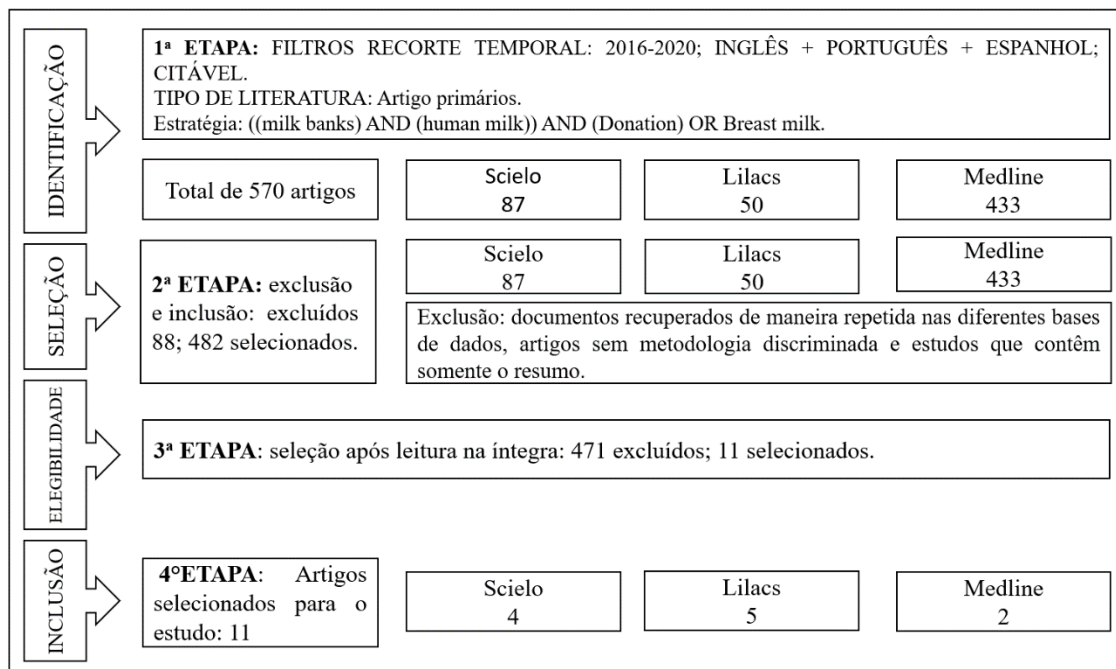 IDENTIFICAÇÃO
1ª ETAPA: FILTROS RECORTE TEMPORAL: 2016-2020; INGLÊS + PORTUGUÊS + ESPANHOL;
CITÁVEL.
TIPO DE LITERATURA: Artigo primários.
Estratégia: ((milk banks) AND (human milk)) AND (Donation) OR Breast milk.
Total de 570 artigos
Scielo
87
Lilacs
50
Medline
433
SELEÇÃO
2ª ETAPA: exclusão
e inclusão: excluídos
88; 482 selecionados.
Scielo
87
Lilacs
50
Medline
433
Exclusão: documentos recuperados de maneira repetida nas diferentes bases
de dados, artigos sem metodologia discriminada e estudos que contêm
somente o resumo.
ELEGIBILIDADE
3ª ETAPA: seleção após leitura na íntegra: 471 excluídos; 11 selecionados.
INCLUSÃO
4°ETAPA: Artigos
selecionados para o
estudo: 11
Scielo
4
Lilacs
5
Medline
2